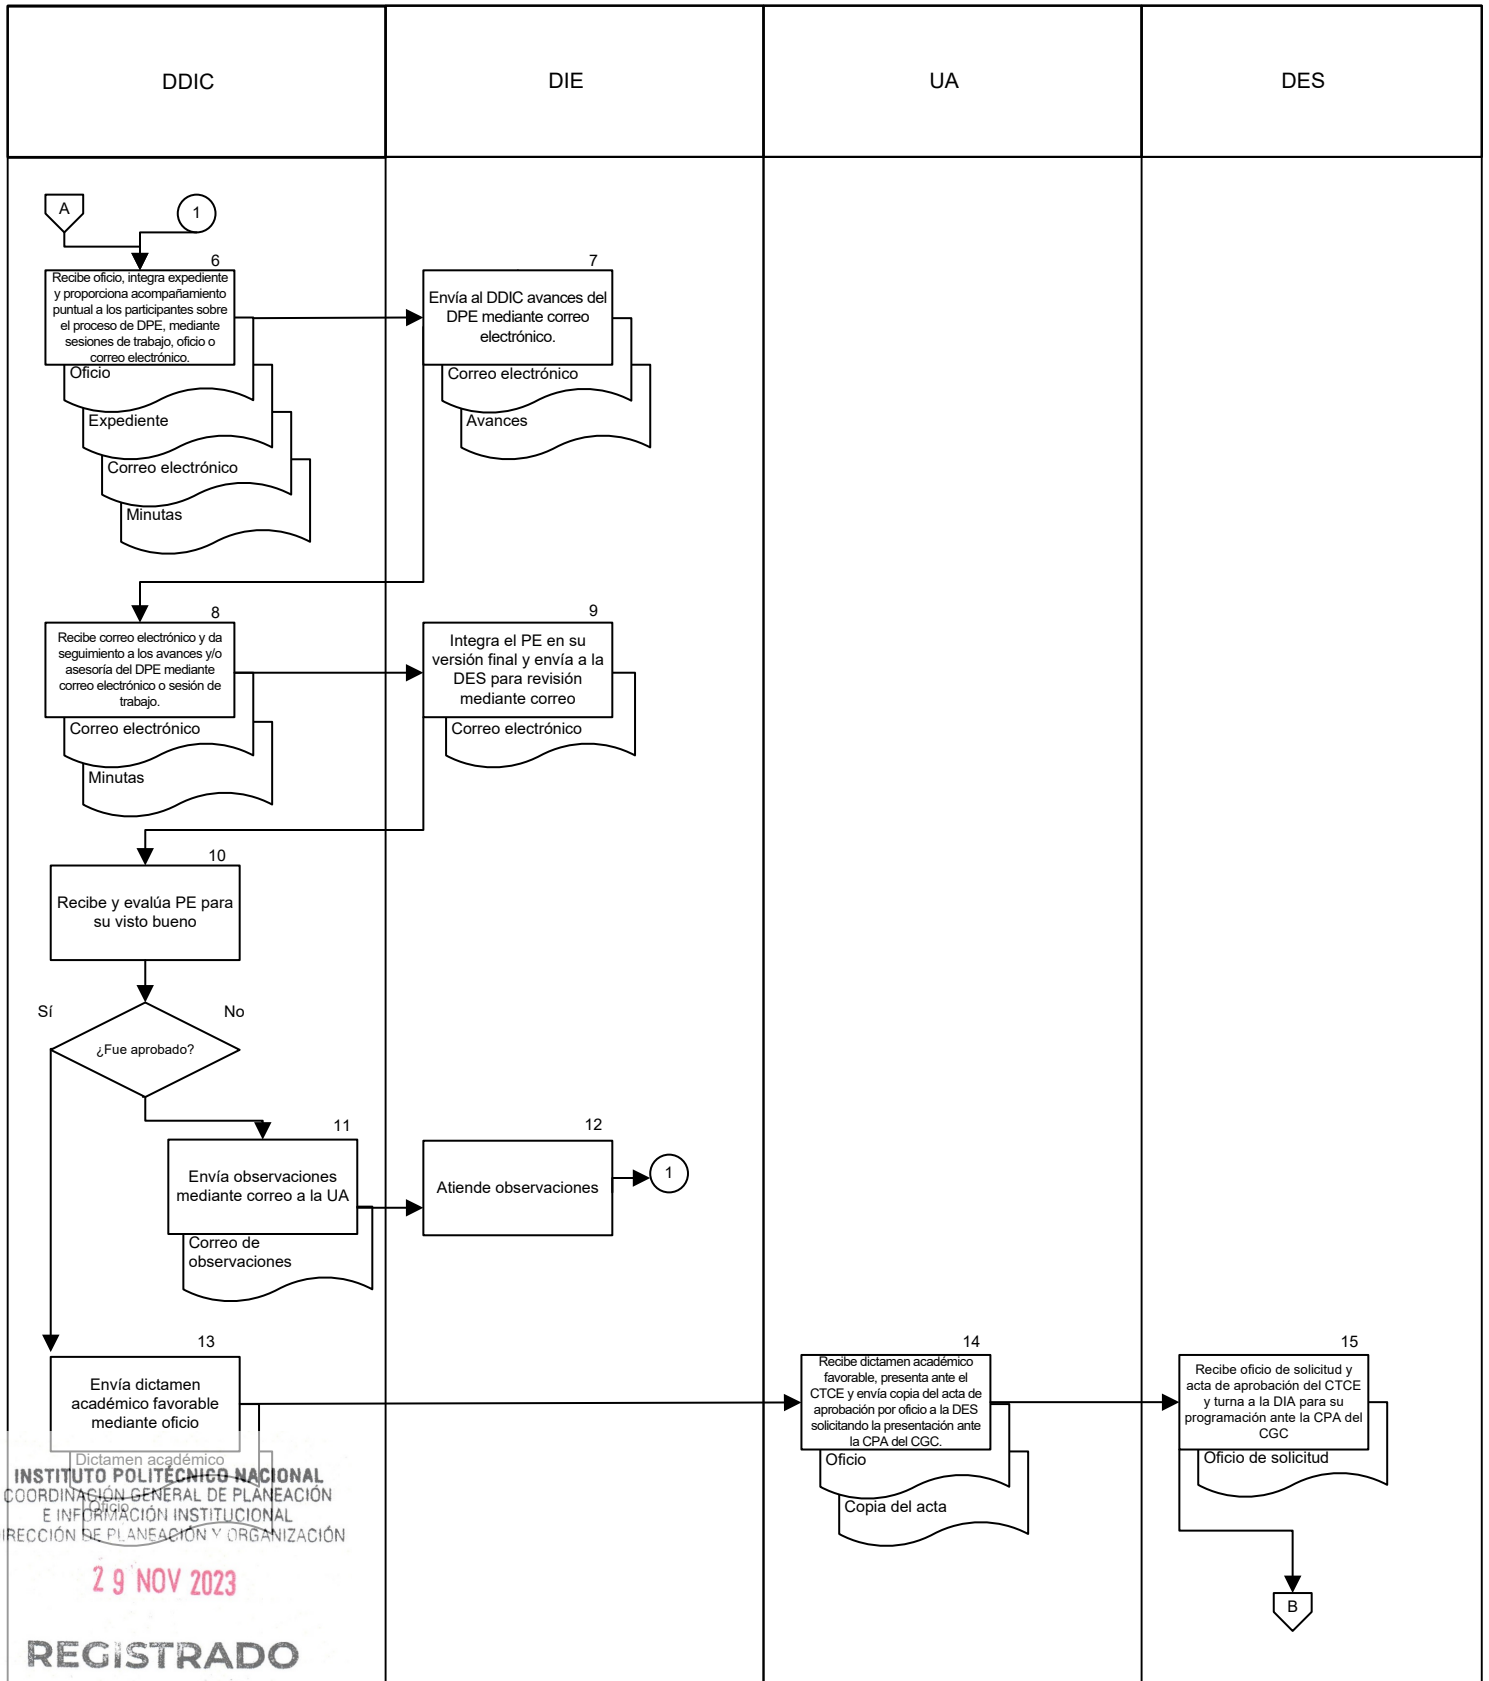 DDIC
DIE
UA
DES
A
1
6
Recibe oficio, integra expediente
y proporciona acompañamiento
puntual a los participantes sobre
el proceso de DPE, mediante
sesiones de trabajo, oficio o
correo electrónico.
Oficio
Expediente
Correo electrónico
Minutas
7
Envía al DDIC avances del
DPE mediante correo
electrónico.
Correo electrónico
Avances
8
Recibe correo electrónico y da
seguimiento a los avances y/o
asesoría del DPE mediante
correo electrónico o sesión de
trabajo.
Correo electrónico
Minutas
9
Integra el PE en su
versión final y envía a la
DES para revisión
mediante correo
Correo electrónico
10
Recibe y evalúa PE para
su visto bueno
Sí
No
¿Fue aprobado?
11
Envía observaciones
mediante correo a la UA
Correo de
observaciones
12
Atiende observaciones
1
13
Envía dictamen
académico favorable
mediante oficio
Dictamen académico
Oficio
14
Recibe dictamen académico
favorable, presenta ante el
CTCE y envía copia del acta de
aprobación por oficio a la DES
solicitando la presentación ante
la CPA del CGC.
Oficio
Copia del acta
15
Recibe oficio de solicitud y
acta de aprobación del CTCE
y turna a la DIA para su
programación ante la CPA del
CGC
Oficio de solicitud
B
INSTITUTO POLITÉCNICO NACIONAL
COORDINACIÓN GENERAL DE PLANEACIÓN
E INFORMACIÓN INSTITUCIONAL
DIRECCIÓN DE PLANEACIÓN Y ORGANIZACIÓN
29 NOV 2023
REGISTRADO